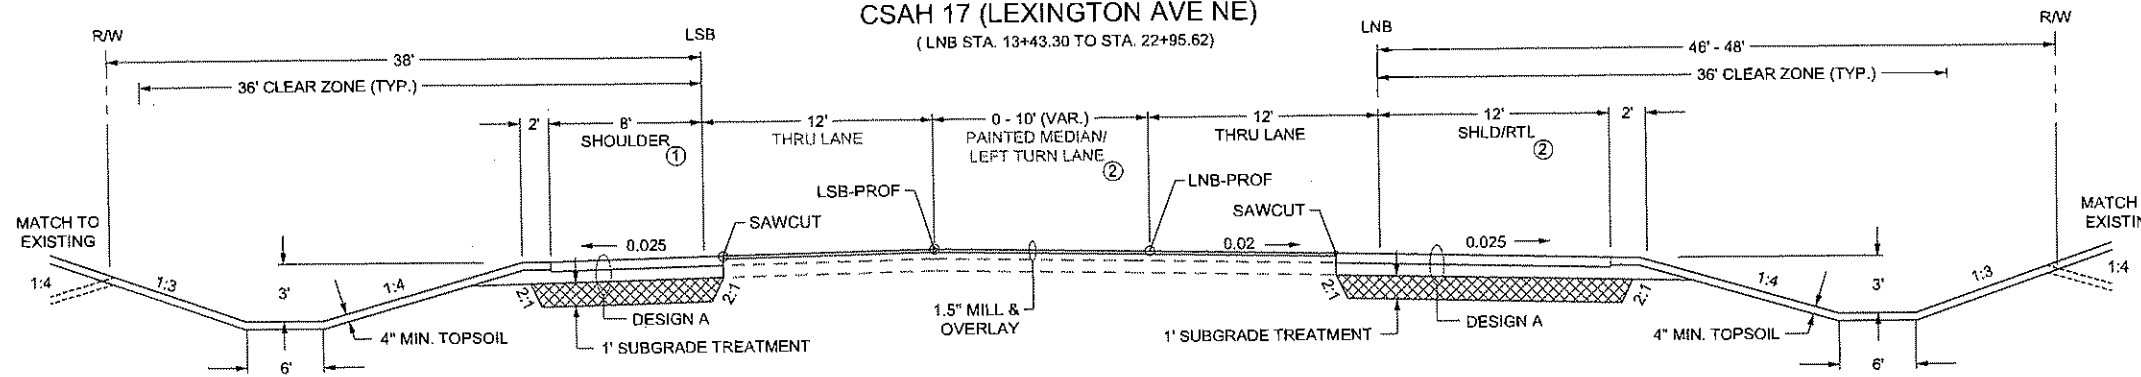 CSAH 17 (LEXINGTON AVE NE)
( LNB STA. 13+43.30 TO STA. 22+95.62)
R/W
LSB
LNB
R/W
38'
46' - 48'
36' CLEAR ZONE (TYP.)
36' CLEAR ZONE (TYP.)
2'
8'
SHOULDER
1
12'
THRU LANE
0 - 10' (VAR.)
PAINTED MEDIAN/
LEFT TURN LANE
2
12'
THRU LANE
12'
SHLD/RTL
2
2'
LSB-PROF
LNB-PROF
SAWCUT
SAWCUT
MATCH TO
EXISTING
MATCH
EXISTIN
0.025
0.02
0.025
1:4
1:3
3'
1:4
2:1
2:1
2:1
2:1
1:4
3'
1:3
1:4
4" MIN. TOPSOIL
DESIGN A
1' SUBGRADE TREATMENT
1.5" MILL &
OVERLAY
1' SUBGRADE TREATMENT
DESIGN A
4" MIN. TOPSOIL
6'
6'